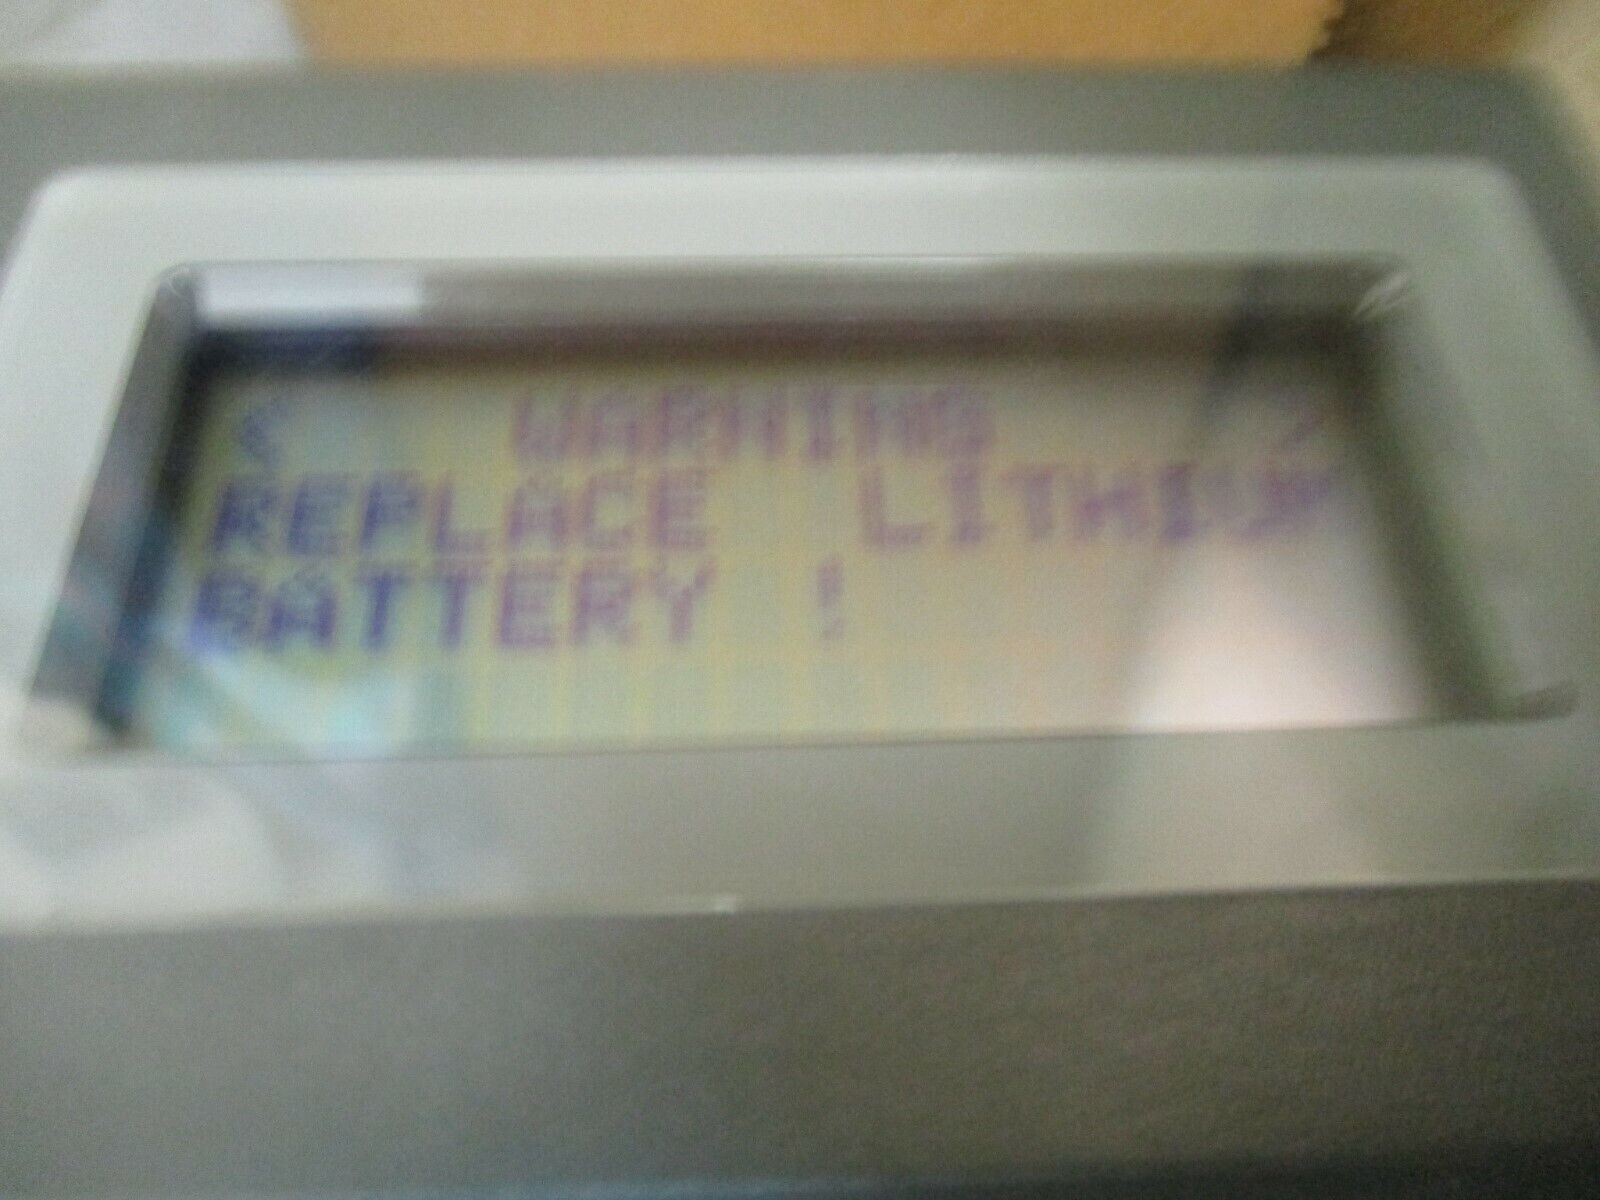 < WARNING >
REPLACE LITHIUM
BATTERY !